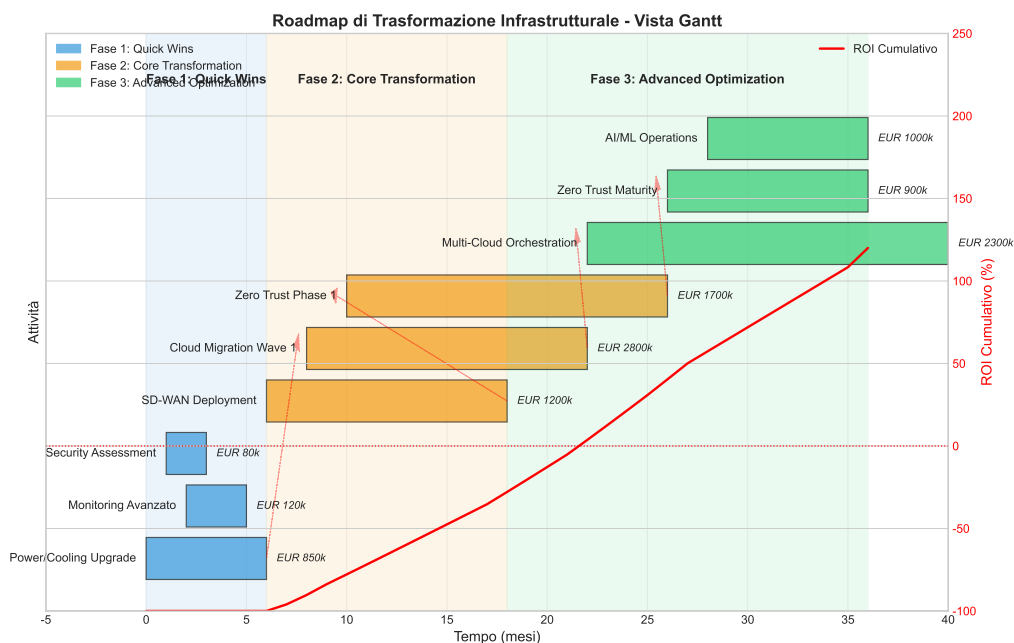 Roadmap di Trasformazione Infrastrutturale - Vista Gantt
Fase 1: Quick Wins
Fase 2: Core Transformation
Fase 3: Advanced Optimization
ROI Cumulativo
Fase 1: Quick Wins
Fase 2: Core Transformation
Fase 3: Advanced Optimization
AI/ML Operations
EUR 1000k
Zero Trust Maturity
EUR 900k
Multi-Cloud Orchestration
EUR 2300k
Zero Trust Phase 1
EUR 1700k
Cloud Migration Wave 1
EUR 2800k
SD-WAN Deployment
EUR 1200k
Security Assessment
EUR 80k
Monitoring Avanzato
EUR 120k
Power/Cooling Upgrade
EUR 850k
Attività
250
200
150
100
50
0
-50
-100
ROI Cumulativo (%)
-5
0
5
10
15
20
25
30
35
40
Tempo (mesi)